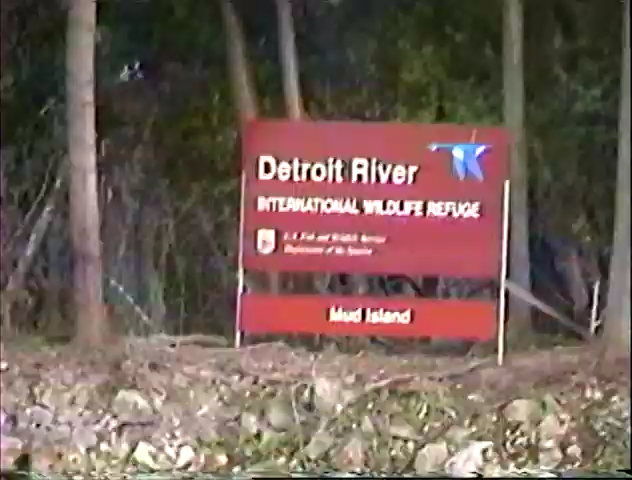 Detroit River
INTERNATIONAL WILDLIFE REFUGE
U.S. Fish and Wildlife Service
Department of the Interior
Mud Island